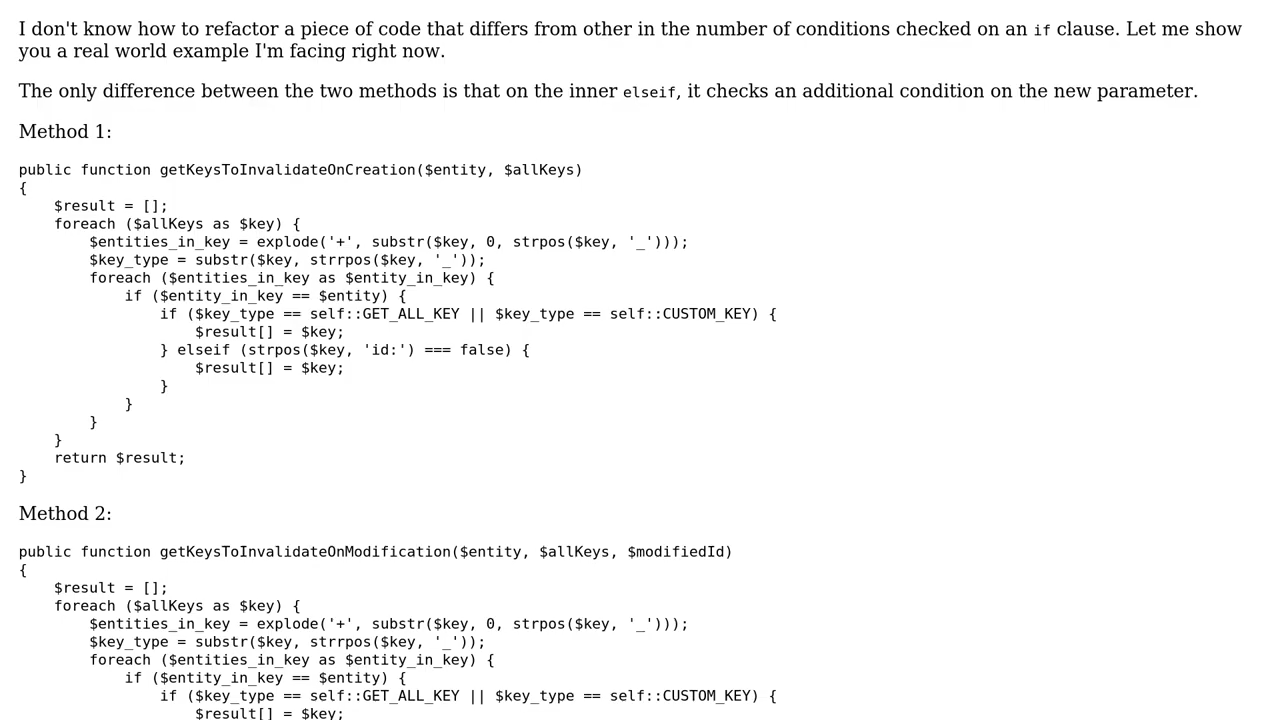 I don't know how to refactor a piece of code that differs from other in the number of conditions checked on an if clause. Let me show
you a real world example I'm facing right now.
The only difference between the two methods is that on the inner elseif, it checks an additional condition on the new parameter.
Method 1:
public function getKeysToInvalidateOnCreation($entity, $allKeys)
{
    $result = [];
    foreach ($allKeys as $key) {
        $entities_in_key = explode('+', substr($key, 0, strpos($key, '_')));
        $key_type = substr($key, strrpos($key, '_'));
        foreach ($entities_in_key as $entity_in_key) {
            if ($entity_in_key == $entity) {
                if ($key_type == self::GET_ALL_KEY || $key_type == self::CUSTOM_KEY) {
                    $result[] = $key;
                } elseif (strpos($key, 'id:') === false) {
                    $result[] = $key;
                }
            }
        }
    }
    return $result;
}
Method 2:
public function getKeysToInvalidateOnModification($entity, $allKeys, $modifiedId)
{
    $result = [];
    foreach ($allKeys as $key) {
        $entities_in_key = explode('+', substr($key, 0, strpos($key, '_')));
        $key_type = substr($key, strrpos($key, '_'));
        foreach ($entities_in_key as $entity_in_key) {
            if ($entity_in_key == $entity) {
                if ($key_type == self::GET_ALL_KEY || $key_type == self::CUSTOM_KEY) {
                    $result[] = $key;